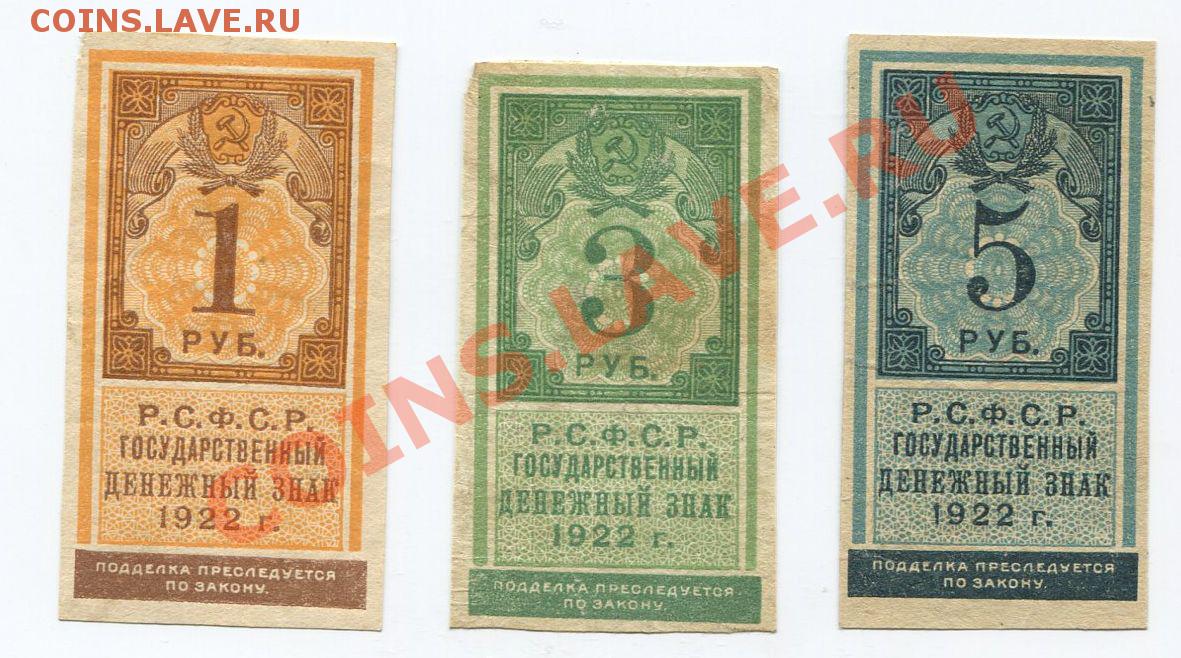 COINS.LAVE.RU
1
РУБ.
Р.С.Ф.С.Р.
ГОСУДАРСТВЕННЫЙ
ДЕНЕЖНЫЙ ЗНАК
1922 г.
ПОДДЕЛКА ПРЕСЛЕДУЕТСЯ
ПО ЗАКОНУ.
3
РУБ.
Р.С.Ф.С.Р.
ГОСУДАРСТВЕННЫЙ
ДЕНЕЖНЫЙ ЗНАК
1922 г.
ПОДДЕЛКА ПРЕСЛЕДУЕТСЯ
ПО ЗАКОНУ.
5
РУБ.
Р.С.Ф.С.Р.
ГОСУДАРСТВЕННЫЙ
ДЕНЕЖНЫЙ ЗНАК
1922 г.
ПОДДЕЛКА ПРЕСЛЕДУЕТСЯ
ПО ЗАКОНУ.
COINS.LAVE.RU